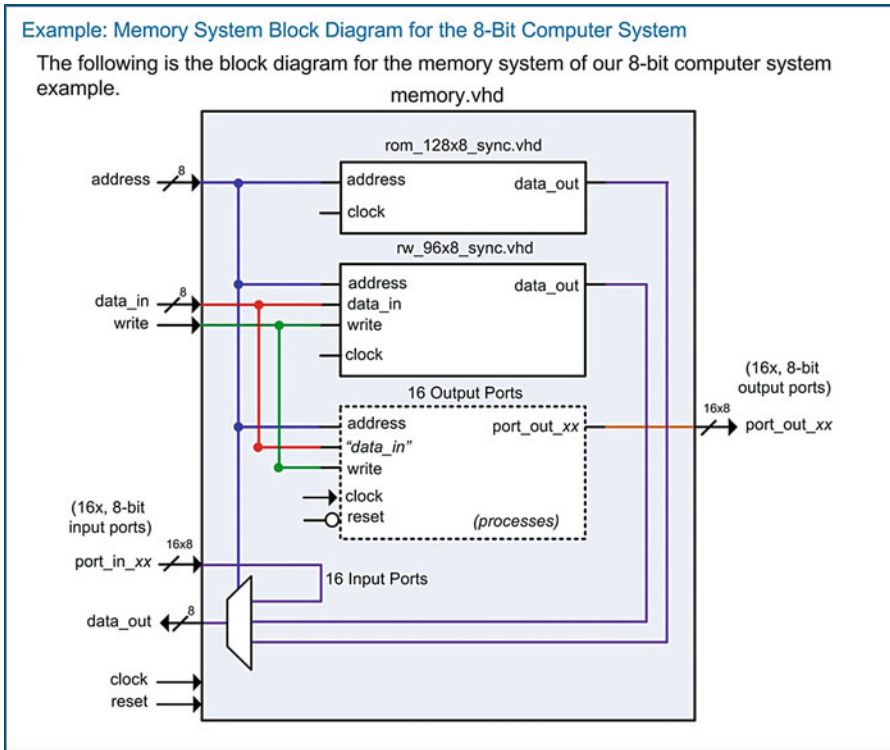 Example: Memory System Block Diagram for the 8-Bit Computer System
The following is the block diagram for the memory system of our 8-bit computer system
example.
memory.vhd
rom_128x8_sync.vhd
address
8
address
data_out
clock
rw_96x8_sync.vhd
address
data_out
data_in
8
data_in
write
write
clock
16 Output Ports
(16x, 8-bit
output ports)
address
port_out_xx
16x8
port_out_xx
"data_in"
write
clock
reset
(processes)
(16x, 8-bit
input ports)
16x8
port_in_xx
16 Input Ports
data_out
8
clock
reset